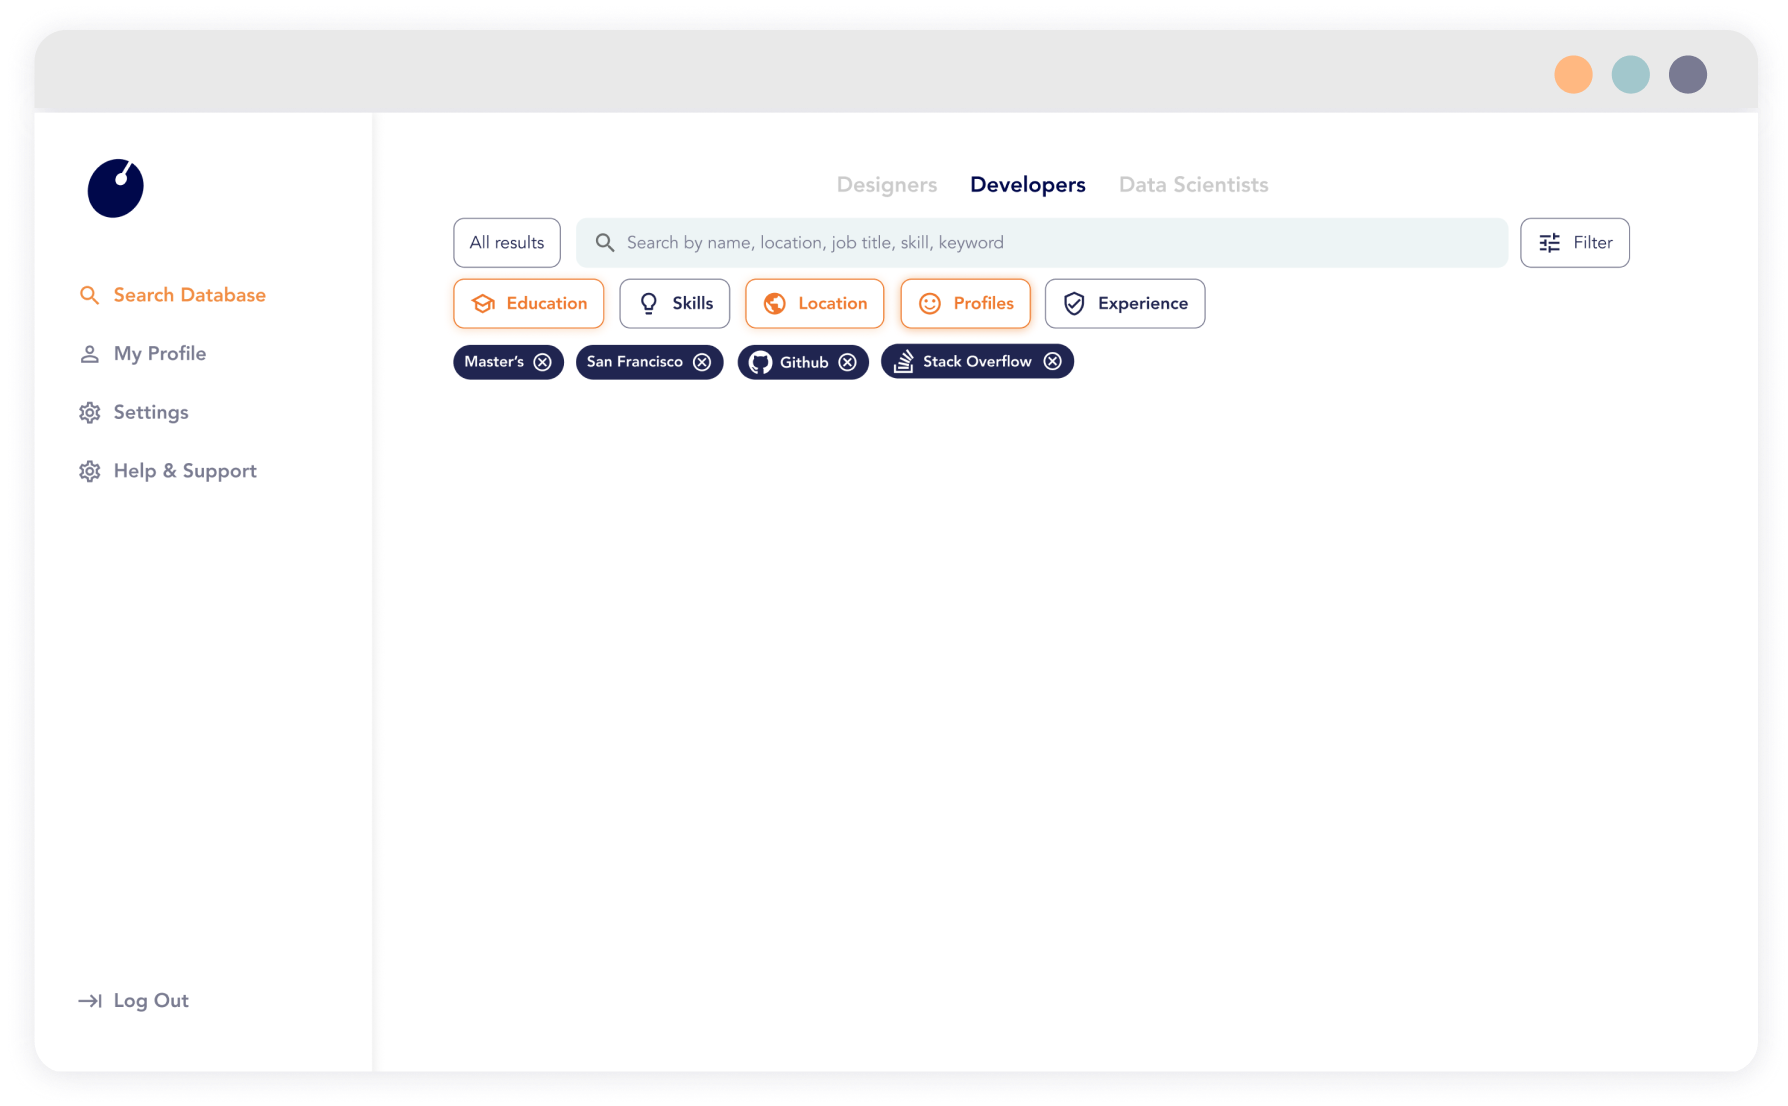 Designers Developers Data Scientists
All results Search by name, location, job title, skill, keyword Filter
Education Skills Location Profiles Experience
Master's San Francisco Github Stack Overflow
Search Database
My Profile
Settings
Help & Support
Log Out